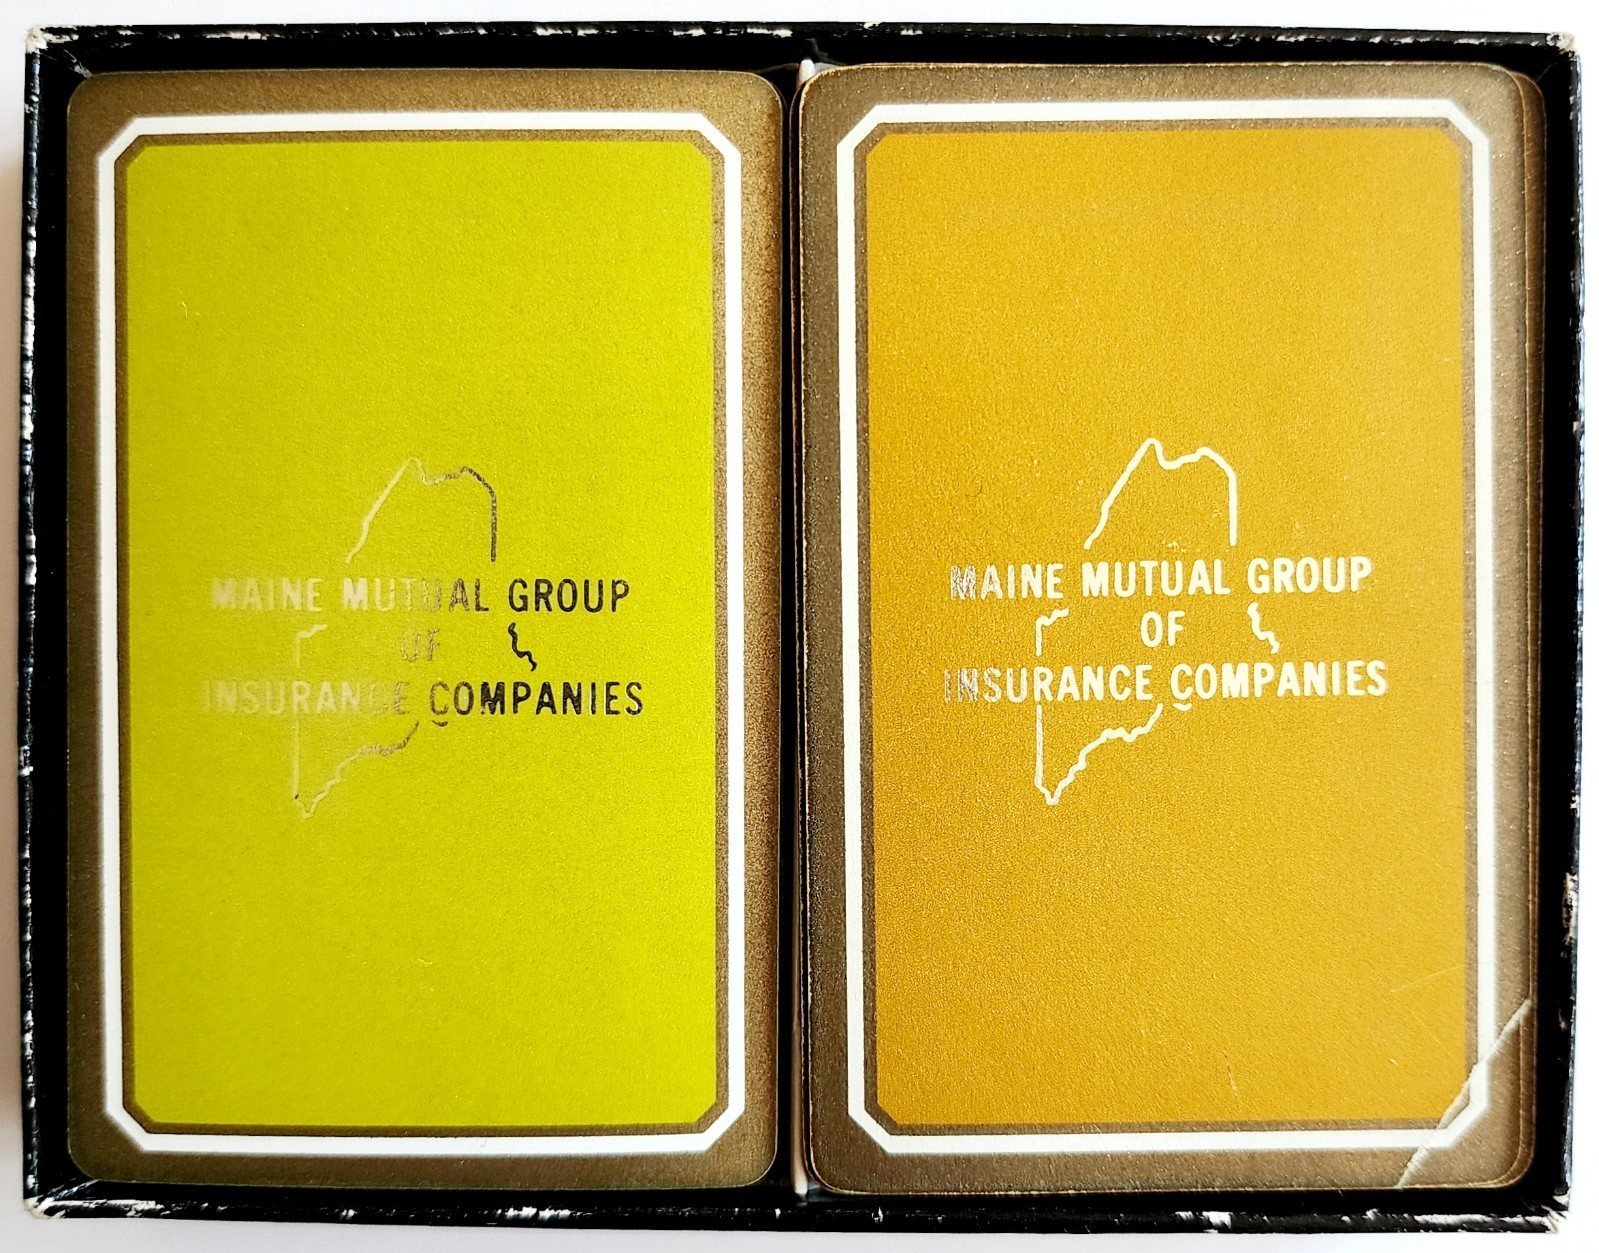 MAINE MUTUAL GROUP
OF
INSURANCE COMPANIES
MAINE MUTUAL GROUP
OF
INSURANCE COMPANIES